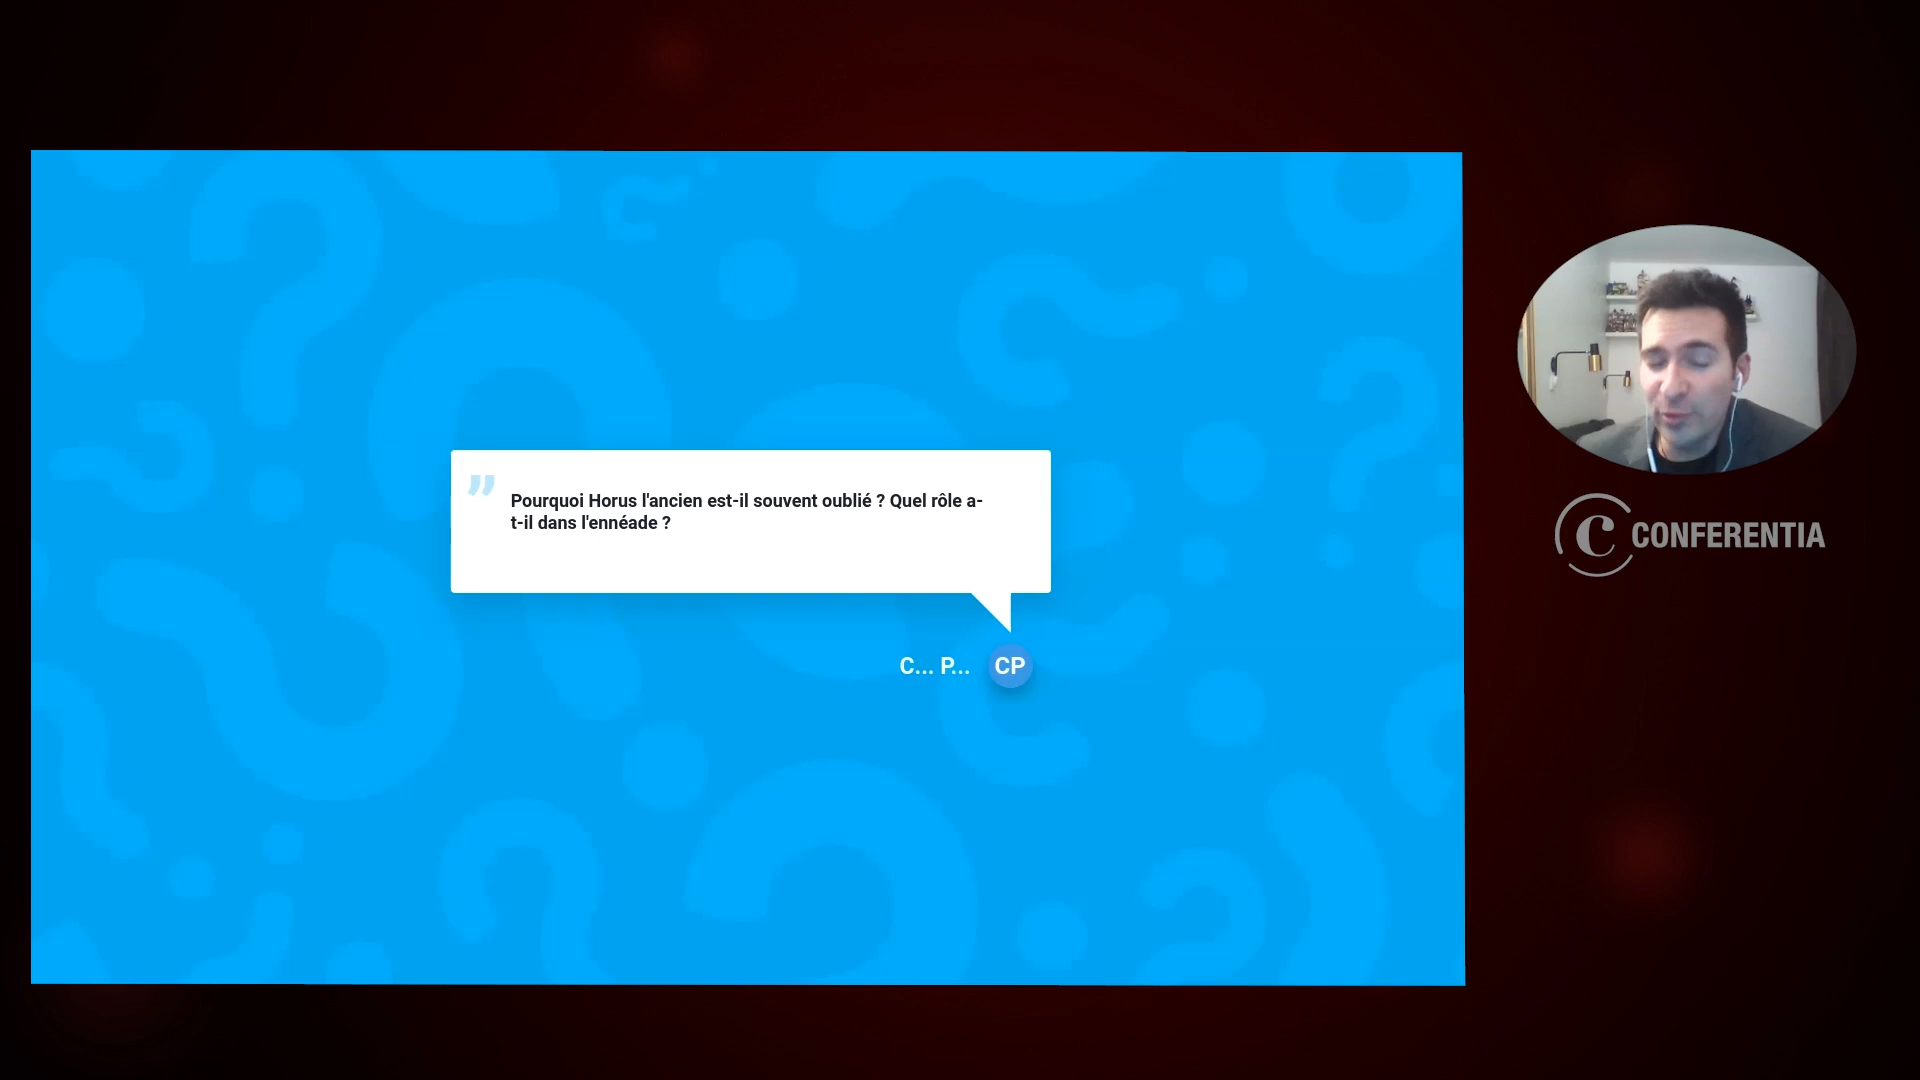 Pourquoi Horus l'ancien est-il souvent oublié ? Quel rôle a-
t-il dans l'ennéade ?
C... P...
CP
C CONFERENTIA